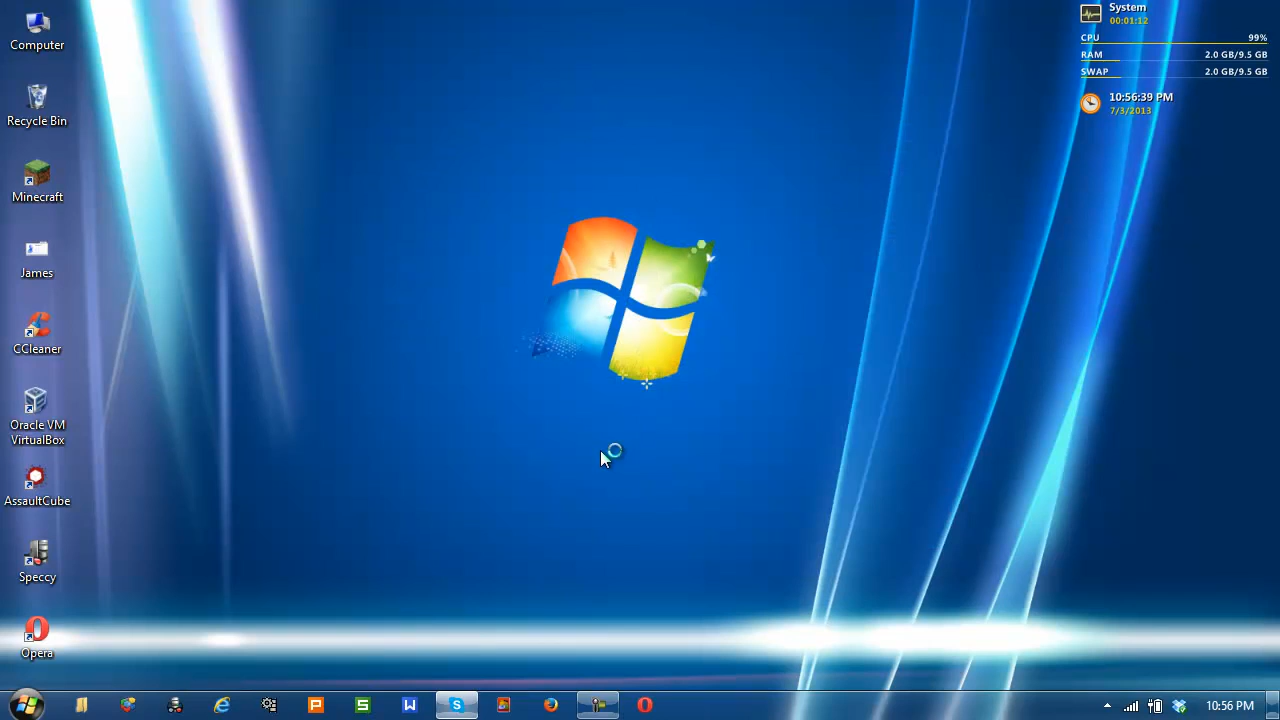 Computer
Recycle Bin
Minecraft
James
CCleaner
Oracle VM
VirtualBox
AssaultCube
Speccy
Opera
System
00:01:12
CPU 99%
RAM 2.0 GB/9.5 GB
SWAP 2.0 GB/9.5 GB
10:56:39 PM
7/3/2013
P
S
W
10:56 PM